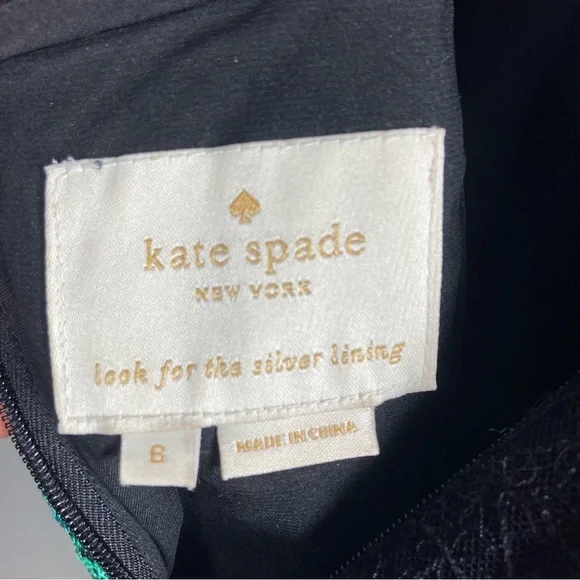 kate spade
NEW YORK
look for the silver lining
6
MADE IN CHINA